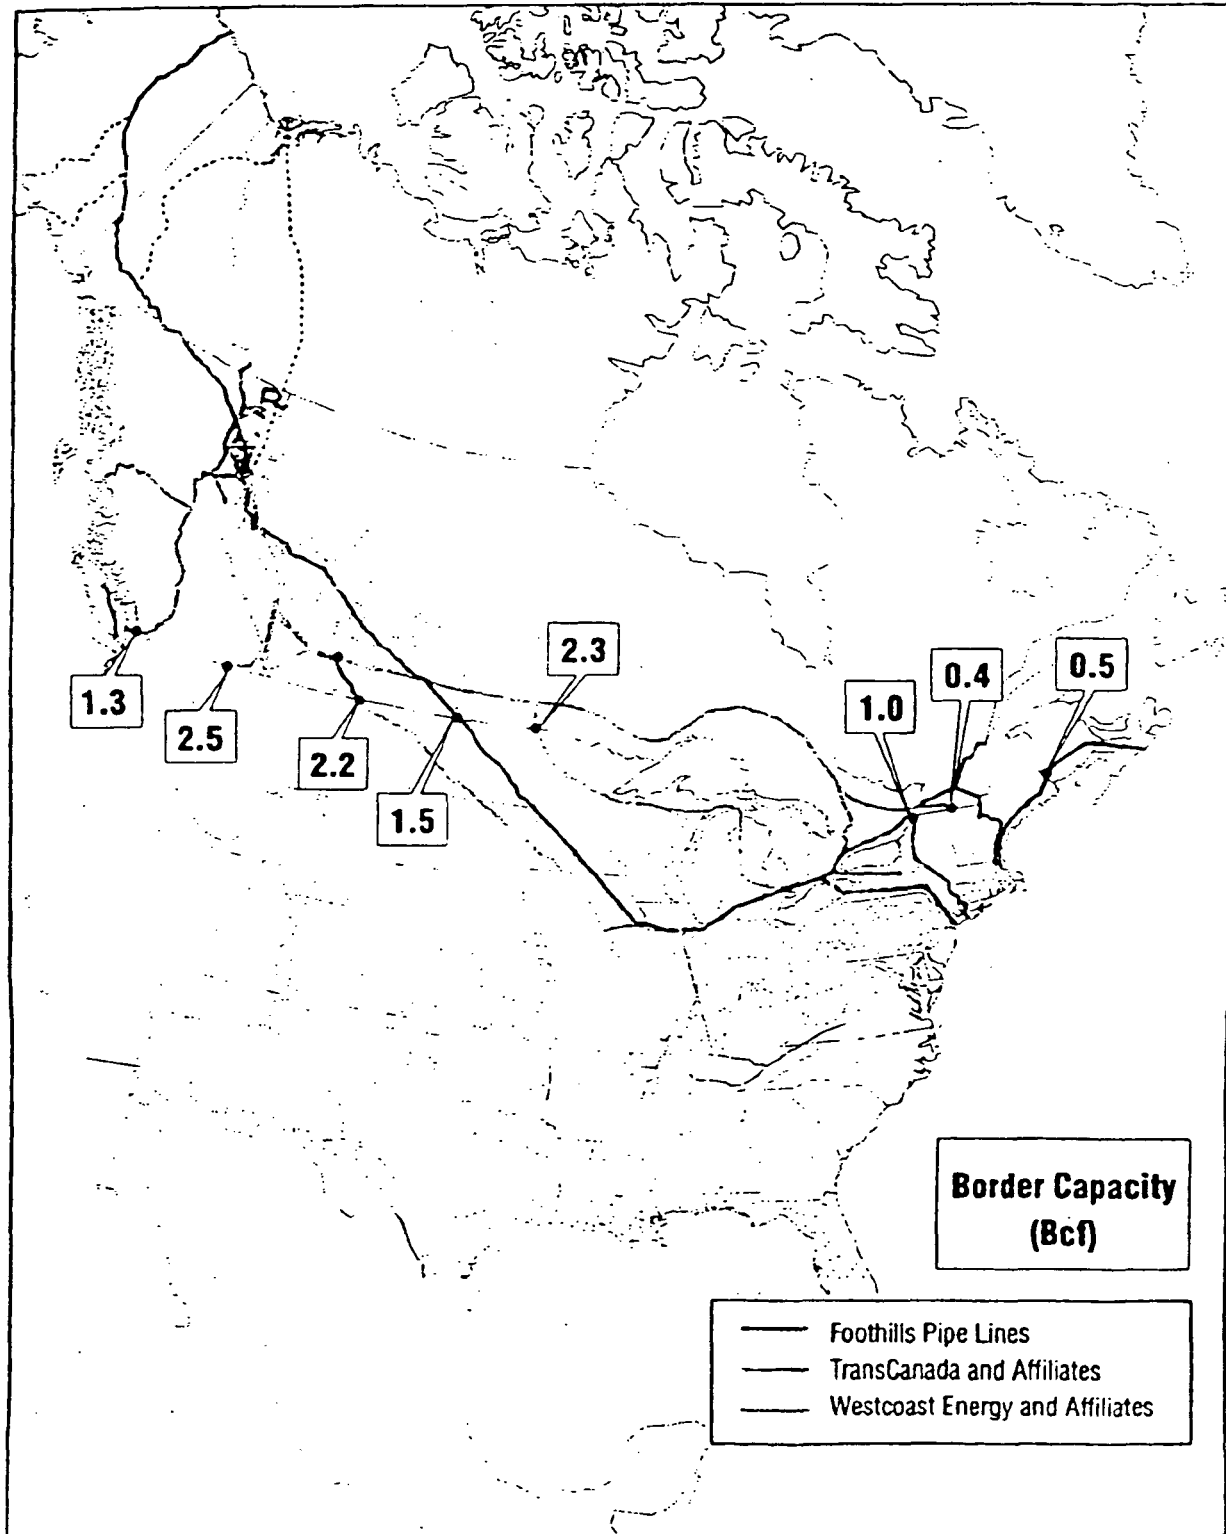 2.3
0.4
0.5
1.3
1.0
2.5
2.2
1.5
Border Capacity
(Bcf)
Foothills Pipe Lines
TransCanada and Affiliates
Westcoast Energy and Affiliates